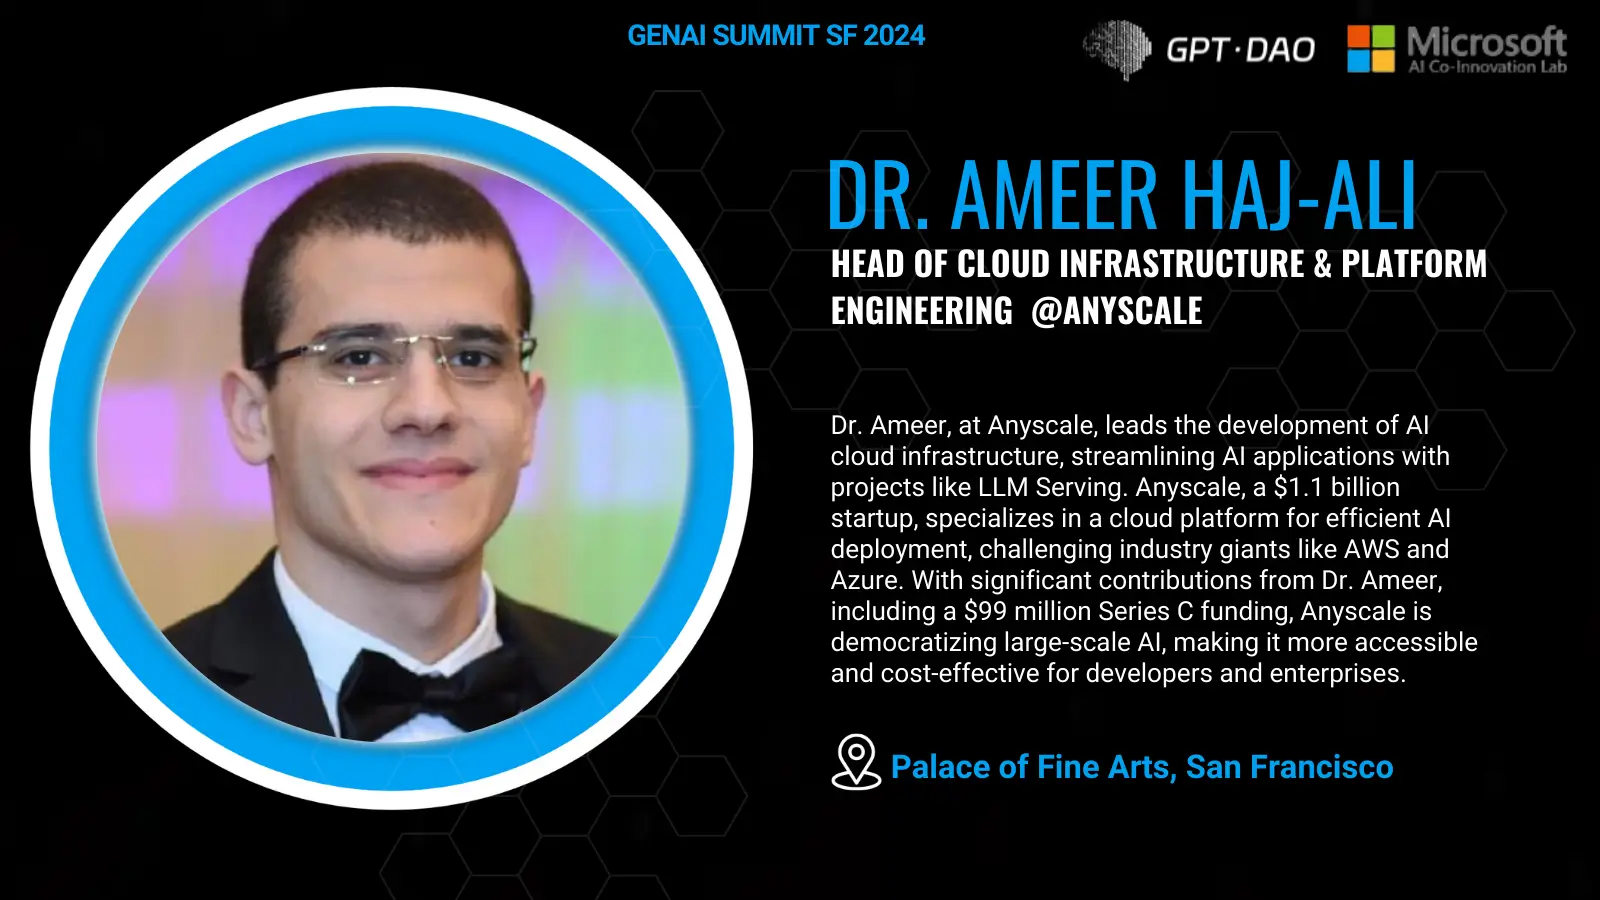 GENAI SUMMIT SF 2024
GPT·DAO
Microsoft
AI Co-Innovation Lab
DR. AMEER HAJ-ALI
HEAD OF CLOUD INFRASTRUCTURE & PLATFORM
ENGINEERING @ANYSCALE
Dr. Ameer, at Anyscale, leads the development of AI
cloud infrastructure, streamlining AI applications with
projects like LLM Serving. Anyscale, a $1.1 billion
startup, specializes in a cloud platform for efficient AI
deployment, challenging industry giants like AWS and
Azure. With significant contributions from Dr. Ameer,
including a $99 million Series C funding, Anyscale is
democratizing large-scale AI, making it more accessible
and cost-effective for developers and enterprises.
Palace of Fine Arts, San Francisco